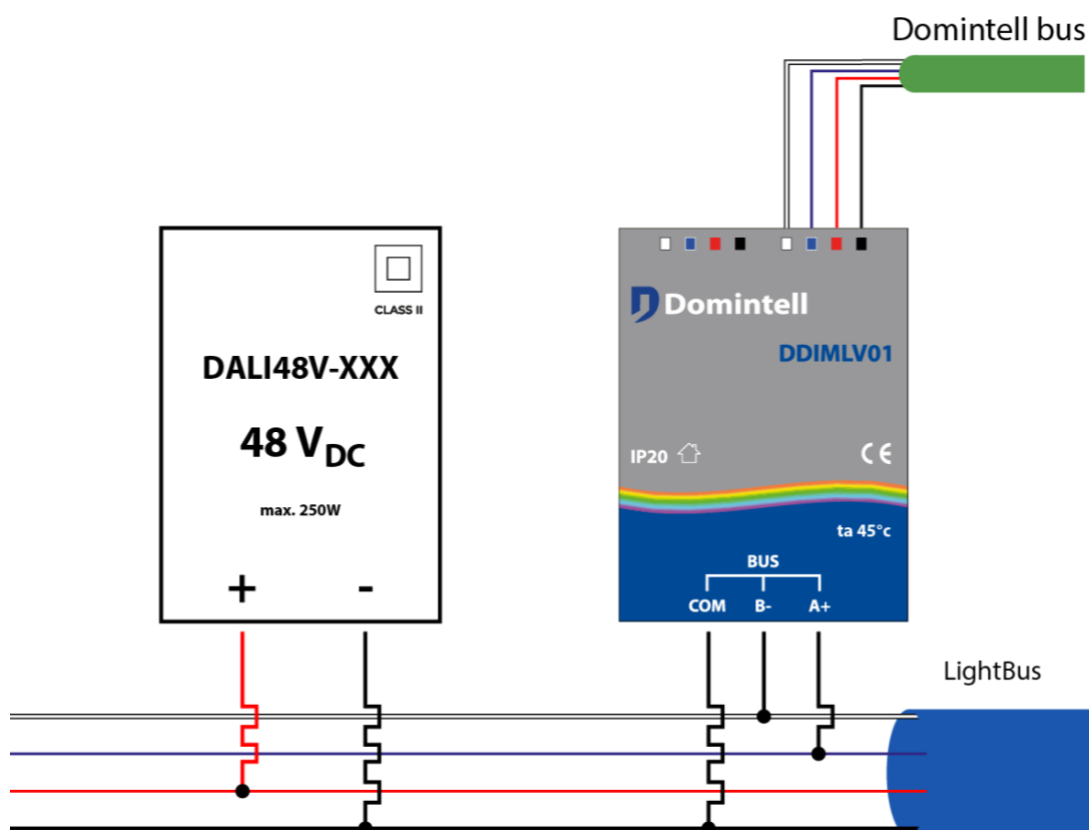 Domintell bus
CLASS II
DALI48V-XXX
48 VDC
max. 250W
+ -
Domintell
DDIMLV01
IP20 CE
ta 45°c
BUS
COM B- A+
LightBus